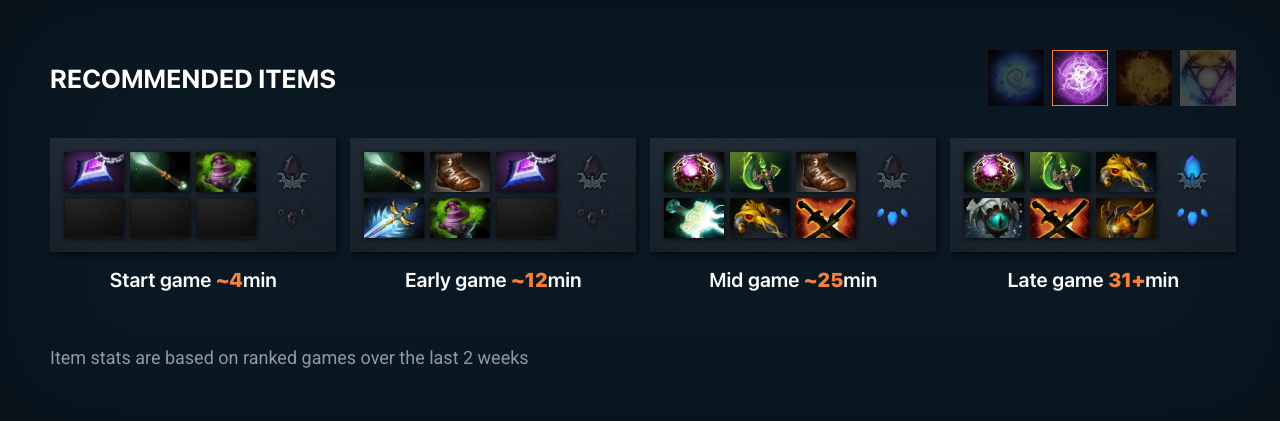 RECOMMENDED ITEMS
Start game ~4min
Early game ~12min
Mid game ~25min
Late game 31+min
Item stats are based on ranked games over the last 2 weeks